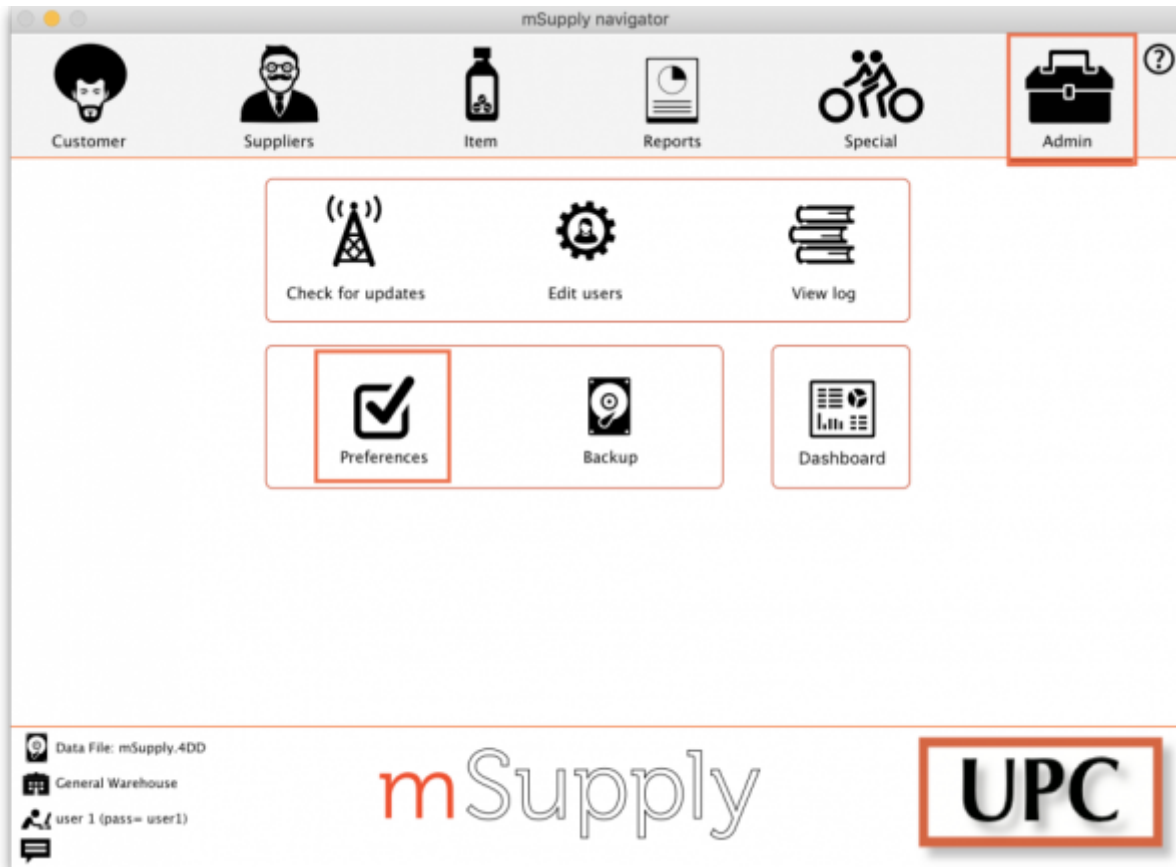 mSupply navigator
Customer
Suppliers
Item
Reports
Special
Admin
?
Check for updates
Edit users
View log
Preferences
Backup
Dashboard
Data File: mSupply.4DD
General Warehouse
user 1 (pass= user1)
mSupply
UPC